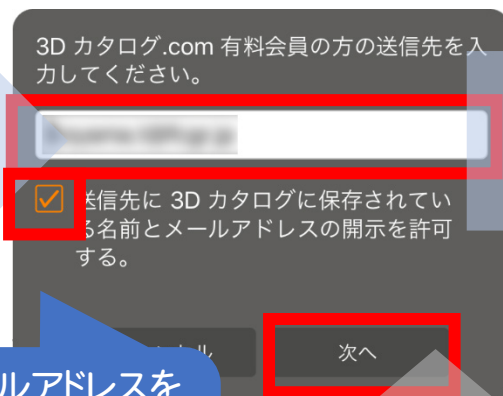 3D カタログ.com 有料会員の方の送信先を入
力してください。
送信先に 3D カタログに保存されてい
る名前とメールアドレスの開示を許可
する。
次へ
ルアドレスを